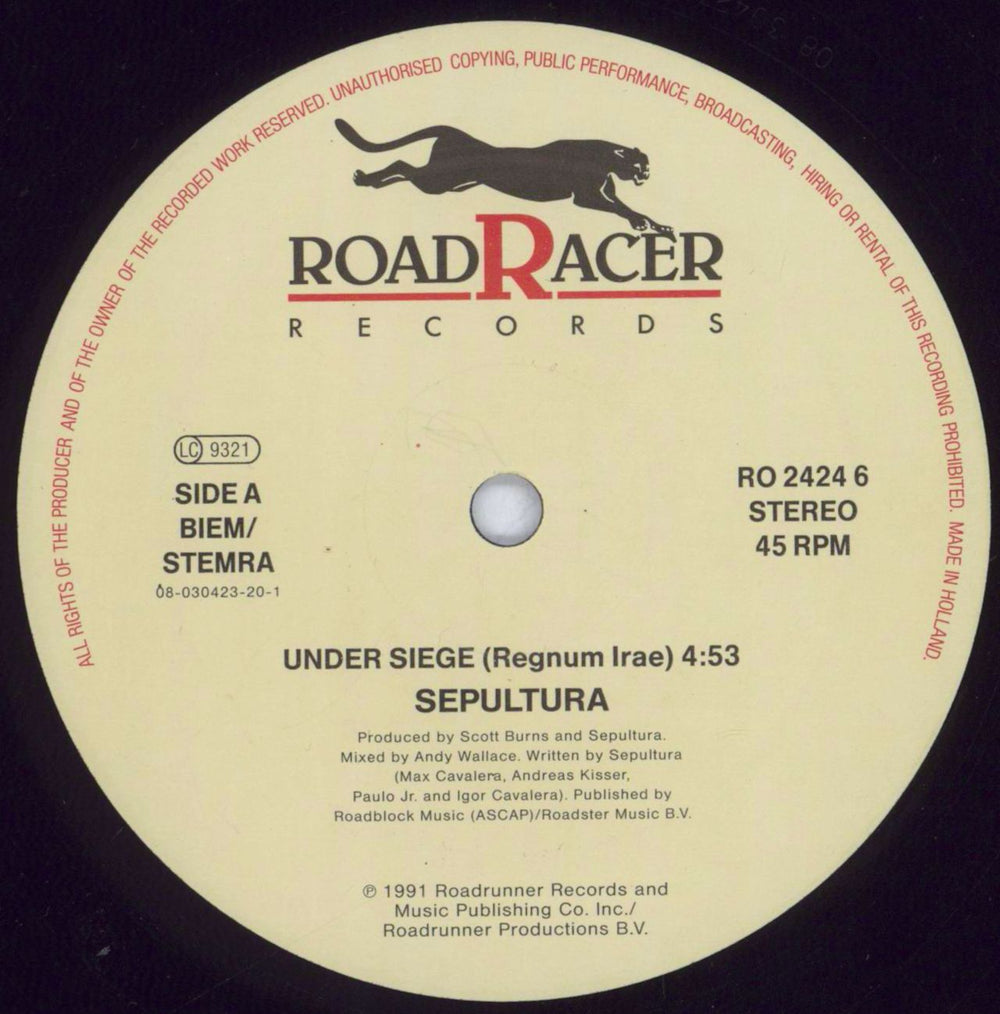 ALL RIGHTS OF THE PRODUCER AND OF THE OWNER OF THE RECORDED WORK RESERVED. UNAUTHORISED COPYING, PUBLIC PERFORMANCE, BROADCASTING, HIRING OR RENTAL OF THIS RECORDING PROHIBITED. MADE IN HOLLAND.
ROADRACER
RECORDS
LC 9321
SIDE A
BIEM/
STEMRA
08-030423-20-1
RO 2424 6
STEREO
45 RPM
UNDER SIEGE (Regnum Irae) 4:53
SEPULTURA
Produced by Scott Burns and Sepultura.
Mixed by Andy Wallace. Written by Sepultura
(Max Cavalera, Andreas Kisser,
Paulo Jr. and Igor Cavalera). Published by
Roadblock Music (ASCAP)/Roadster Music B.V.
℗ 1991 Roadrunner Records and
Music Publishing Co. Inc./
Roadrunner Productions B.V.